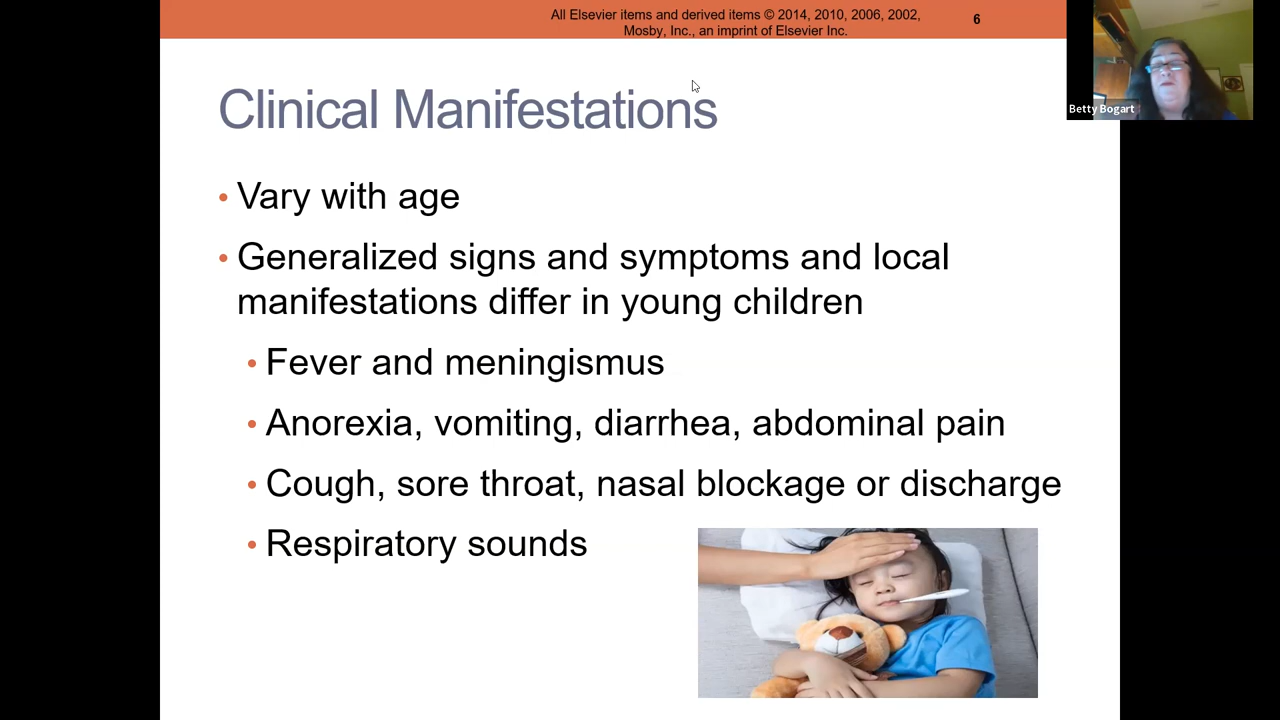 All Elsevier items and derived items © 2014, 2010, 2006, 2002,
Mosby, Inc., an imprint of Elsevier Inc.
6
Betty Bogart
Clinical Manifestations
• Vary with age
• Generalized signs and symptoms and local
manifestations differ in young children
• Fever and meningismus
• Anorexia, vomiting, diarrhea, abdominal pain
• Cough, sore throat, nasal blockage or discharge
• Respiratory sounds